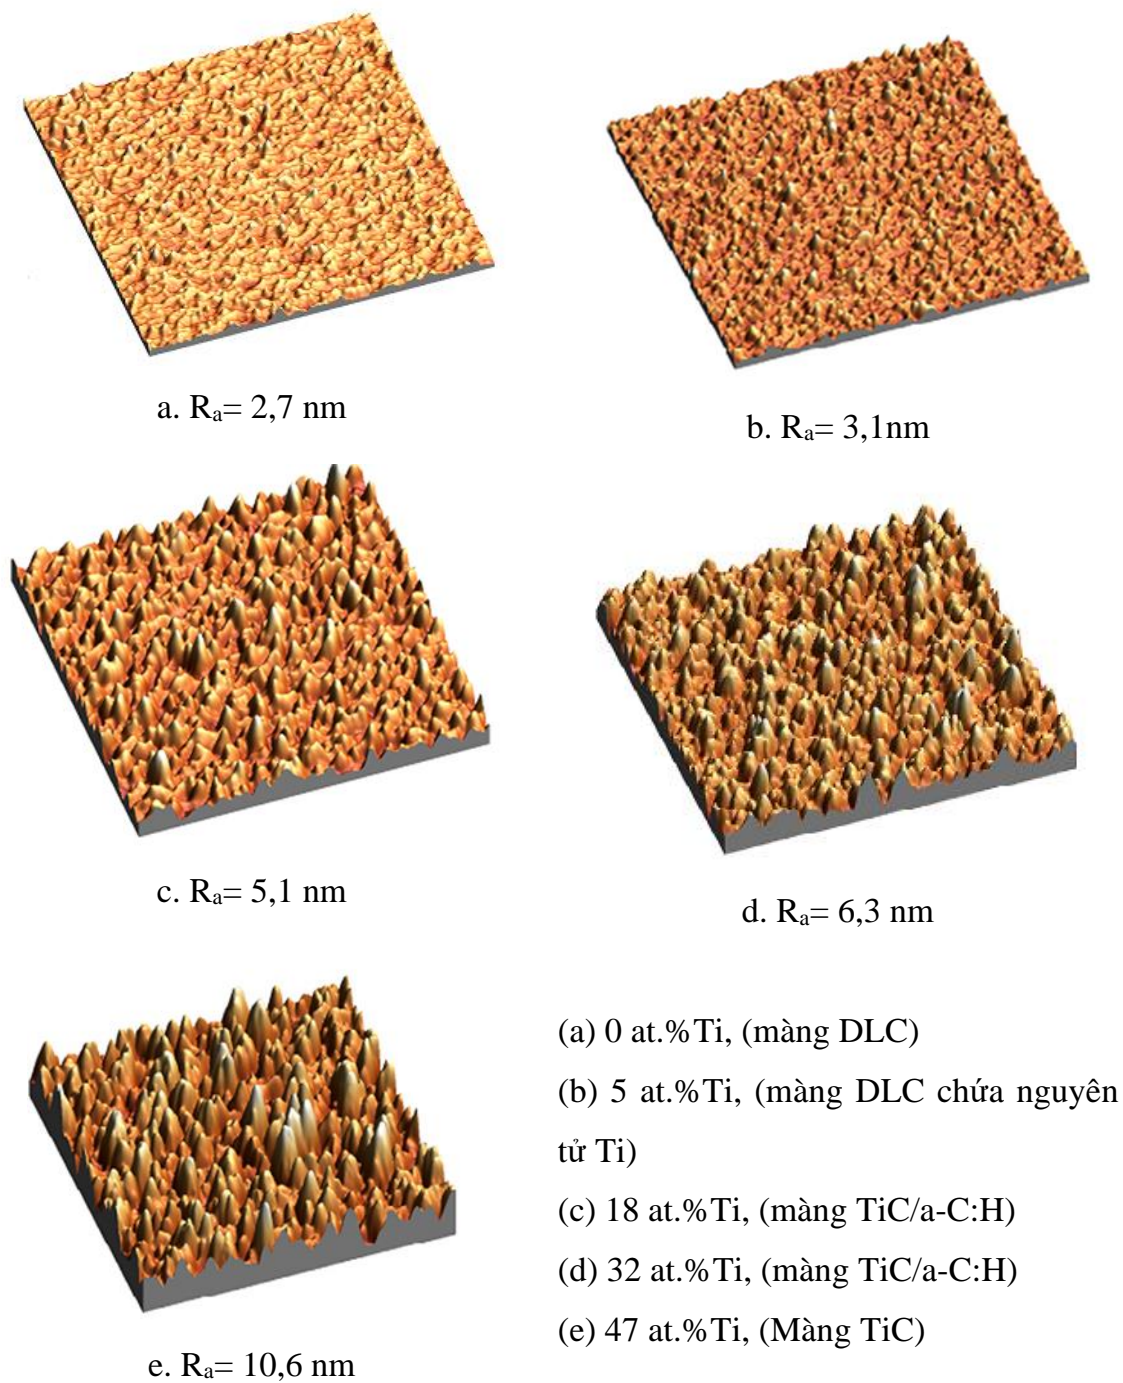 a. Rₐ= 2,7 nm
b. Rₐ= 3,1nm
c. Rₐ= 5,1 nm
d. Rₐ= 6,3 nm
(a) 0 at.%Ti, (màng DLC)
(b) 5 at.%Ti, (màng DLC chứa nguyên
tử Ti)
(c) 18 at.%Ti, (màng TiC/a-C:H)
(d) 32 at.%Ti, (màng TiC/a-C:H)
(e) 47 at.%Ti, (Màng TiC)
e. Rₐ= 10,6 nm